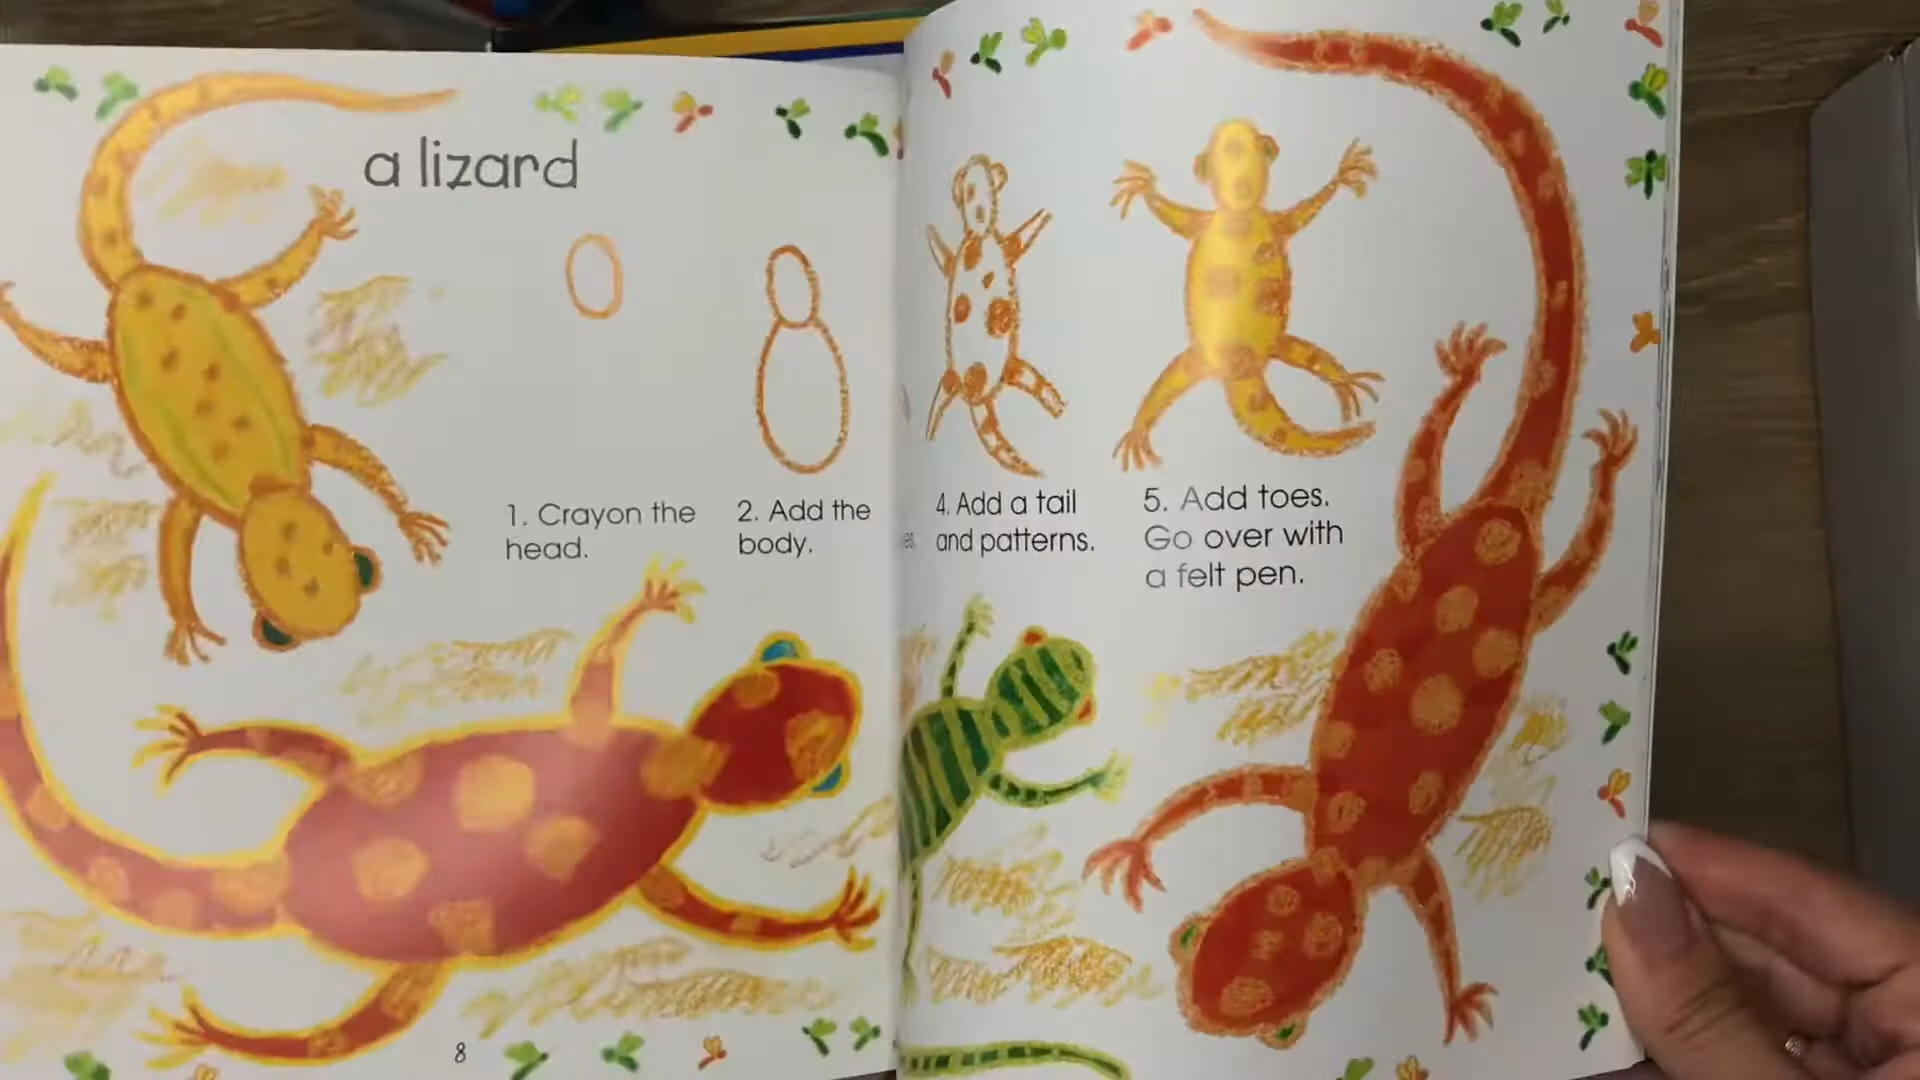 a lizard
1. Crayon the
head.
2. Add the
body.
4. Add a tail
and patterns.
5. Add toes.
Go over with
a felt pen.
8